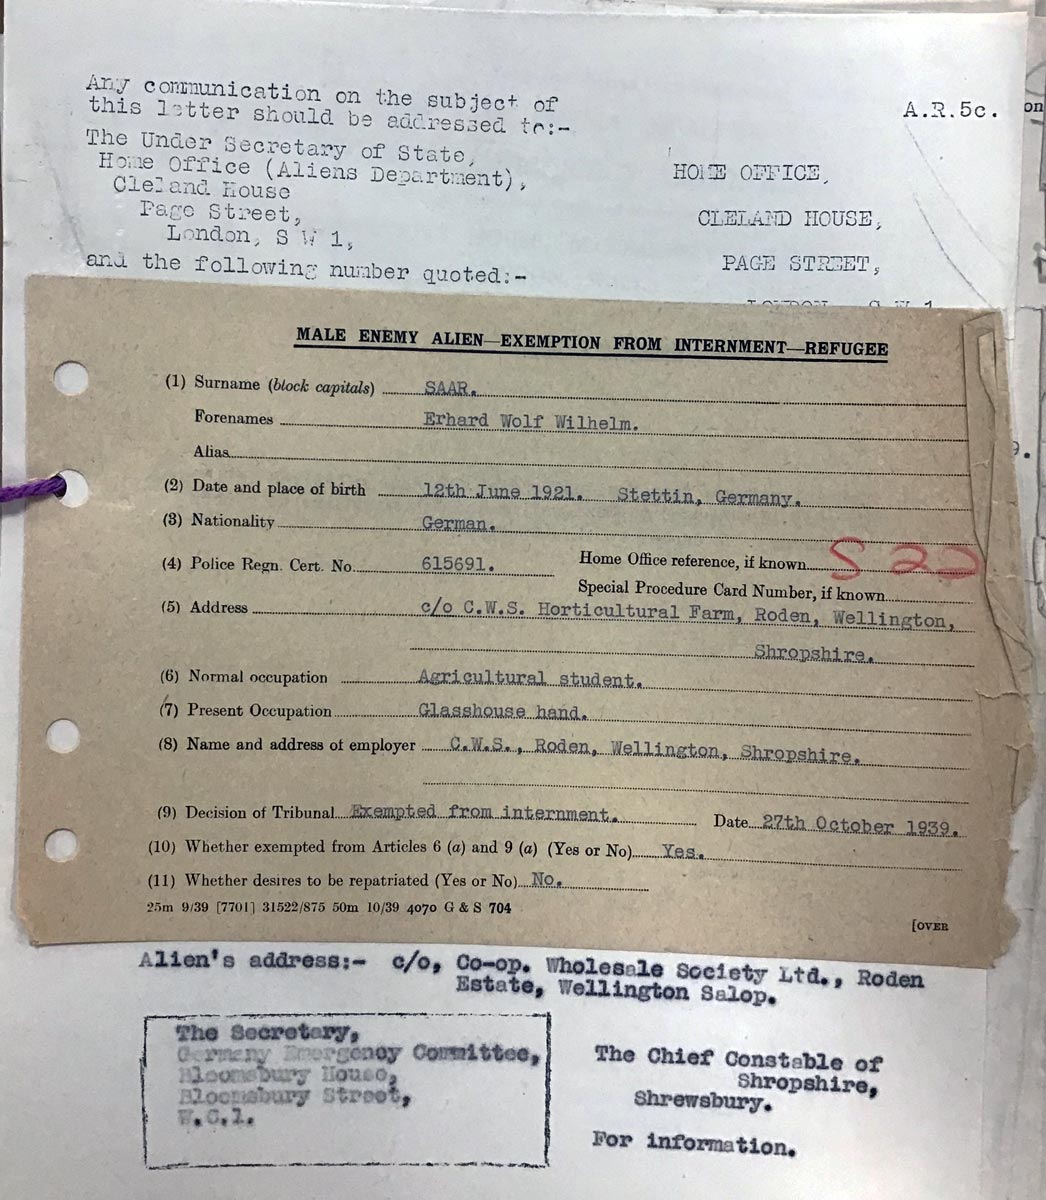 Any communication on the subject of
this letter should be addressed to:-
The Under Secretary of State,
Home Office (Aliens Department),
Cleland House
Page Street,
London, S W 1,
and the following number quoted:-
A.R.5c.
on
HOME OFFICE,
CLELAND HOUSE,
PAGE STREET,
LONDON S W 1
MALE ENEMY ALIEN—EXEMPTION FROM INTERNMENT—REFUGEE
(1) Surname (block capitals) SAAR.
Forenames Erhard Wolf Wilhelm.
Alias
(2) Date and place of birth 12th June 1921. Stettin, Germany.
(3) Nationality German.
(4) Police Regn. Cert. No. 615691. Home Office reference, if known
Special Procedure Card Number, if known
(5) Address c/o C.W.S. Horticultural Farm, Roden, Wellington,
Shropshire.
(6) Normal occupation Agricultural student.
(7) Present Occupation Glasshouse hand.
(8) Name and address of employer C.W.S., Roden, Wellington, Shropshire.
(9) Decision of Tribunal Exempted from internment. Date 27th October 1939.
(10) Whether exempted from Articles 6 (a) and 9 (a) (Yes or No) Yes.
(11) Whether desires to be repatriated (Yes or No) No.
25m 9/39 [7701] 31522/875 50m 10/39 4070 G & S 704
[OVER
Alien's address:- c/o, Co-op. Wholesale Society Ltd., Roden
Estate, Wellington Salop.
The Secretary,
Germany Emergency Committee,
Bloomsbury House,
Bloomsbury Street,
W.C.1.
The Chief Constable of
Shropshire,
Shrewsbury.
For information.